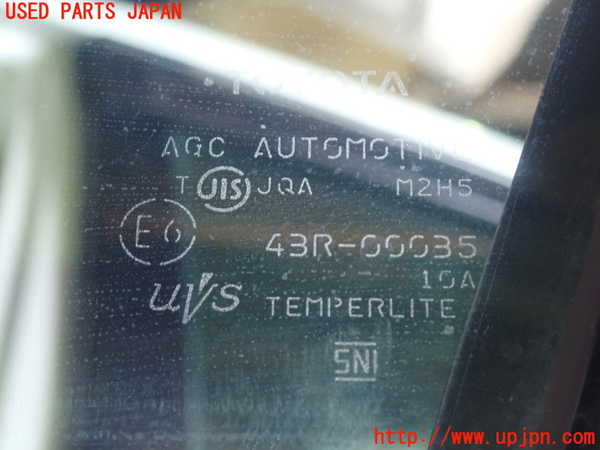 USED PARTS JAPAN
TOYOTA
AGC AUTOMOTIVE
T JIS JQA M2H5
E6 43R-00035
10A
UVS TEMPERLITE
SNI
http://www.upjpn.com/